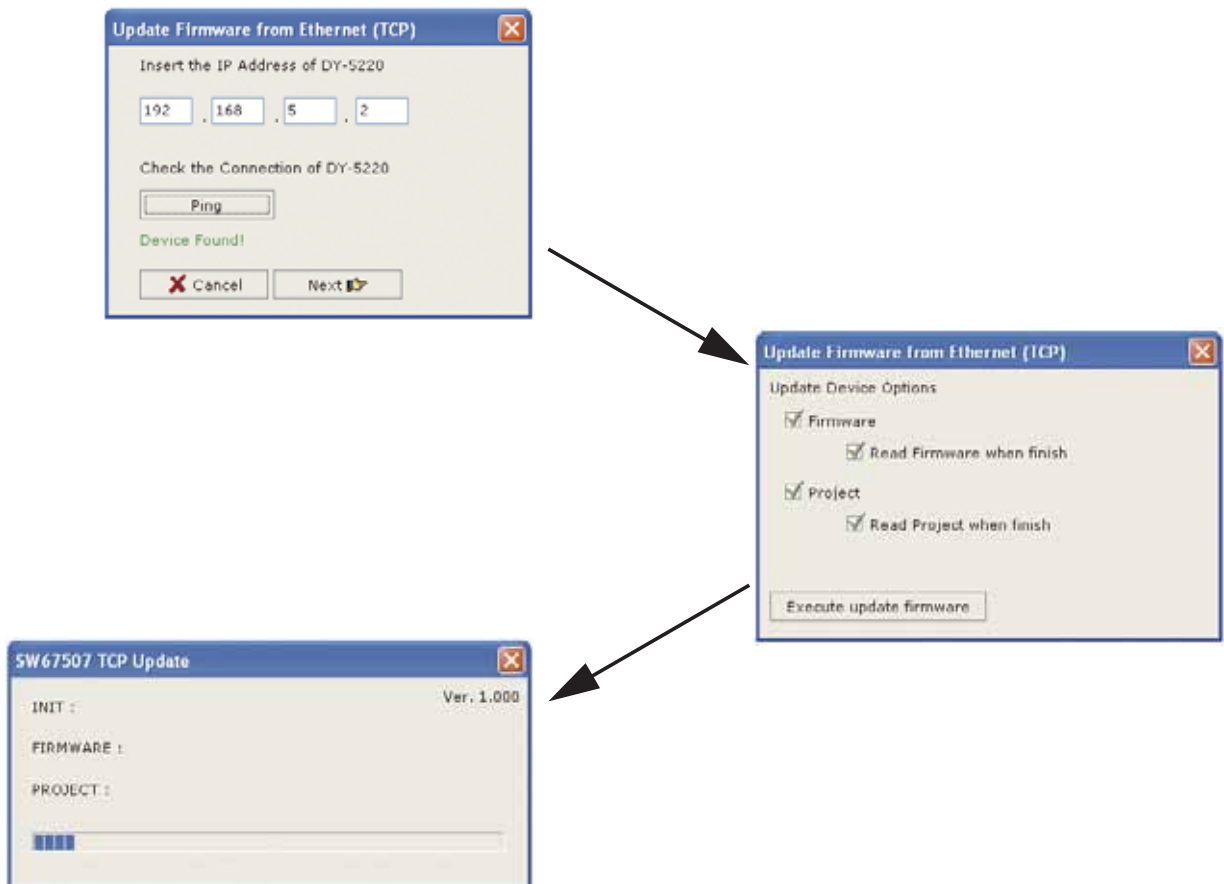 Update Firmware from Ethernet (TCP)
Insert the IP Address of DY-5220
192 . 168 . 5 . 2
Check the Connection of DY-5220
Ping
Device Found!
Cancel Next
Update Firmware from Ethernet (TCP)
Update Device Options
Firmware
Read Firmware when finish
Project
Read Project when finish
Execute update firmware
SW67507 TCP Update
Ver. 1.000
INIT :
FIRMWARE :
PROJECT :